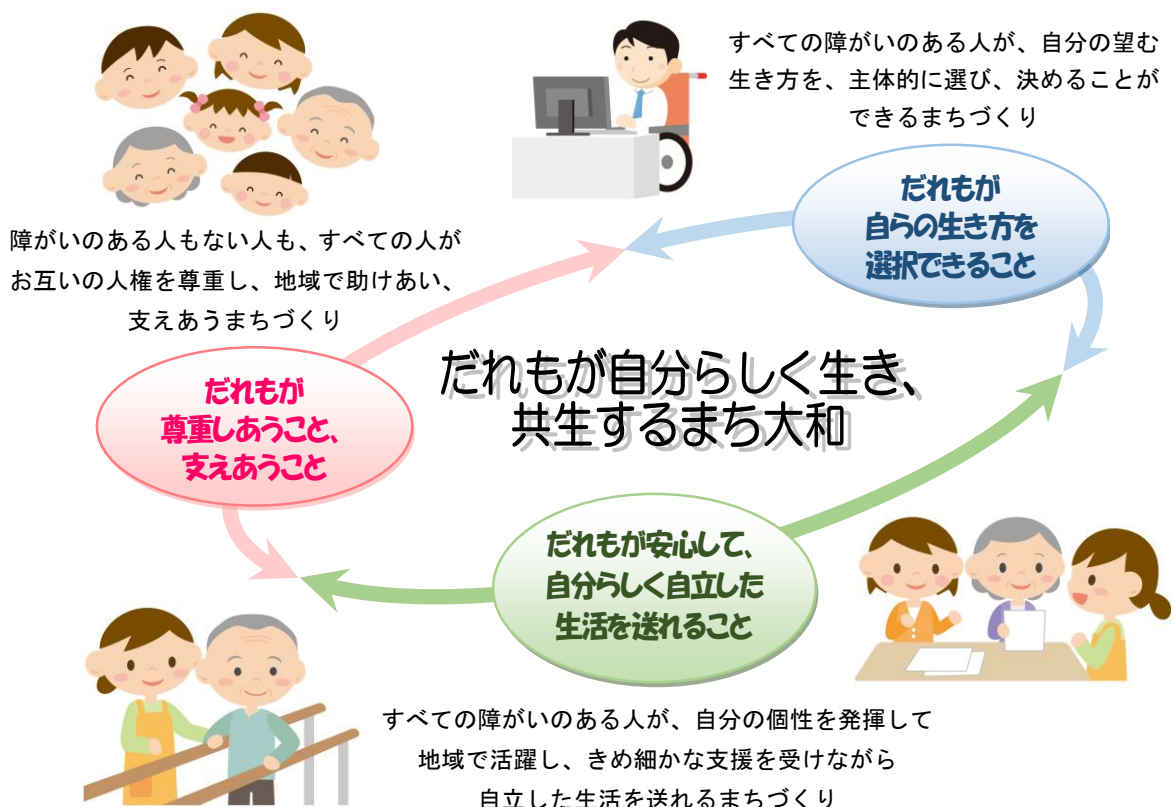 すべての障がいのある人が、自分の望む
生き方を、主体的に選び、決めることが
できるまちづくり
だれもが
自らの生き方を
選択できること
障がいのある人もない人も、すべての人が
お互いの人権を尊重し、地域で助けあい、
支えあうまちづくり
だれもが
尊重しあうこと、
支えあうこと
だれもが自分らしく生き、
共生するまち大和
だれもが安心して、
自分らしく自立した
生活を送れること
すべての障がいのある人が、自分の個性を発揮して
地域で活躍し、きめ細かな支援を受けながら
自立した生活を送れるまちづくり